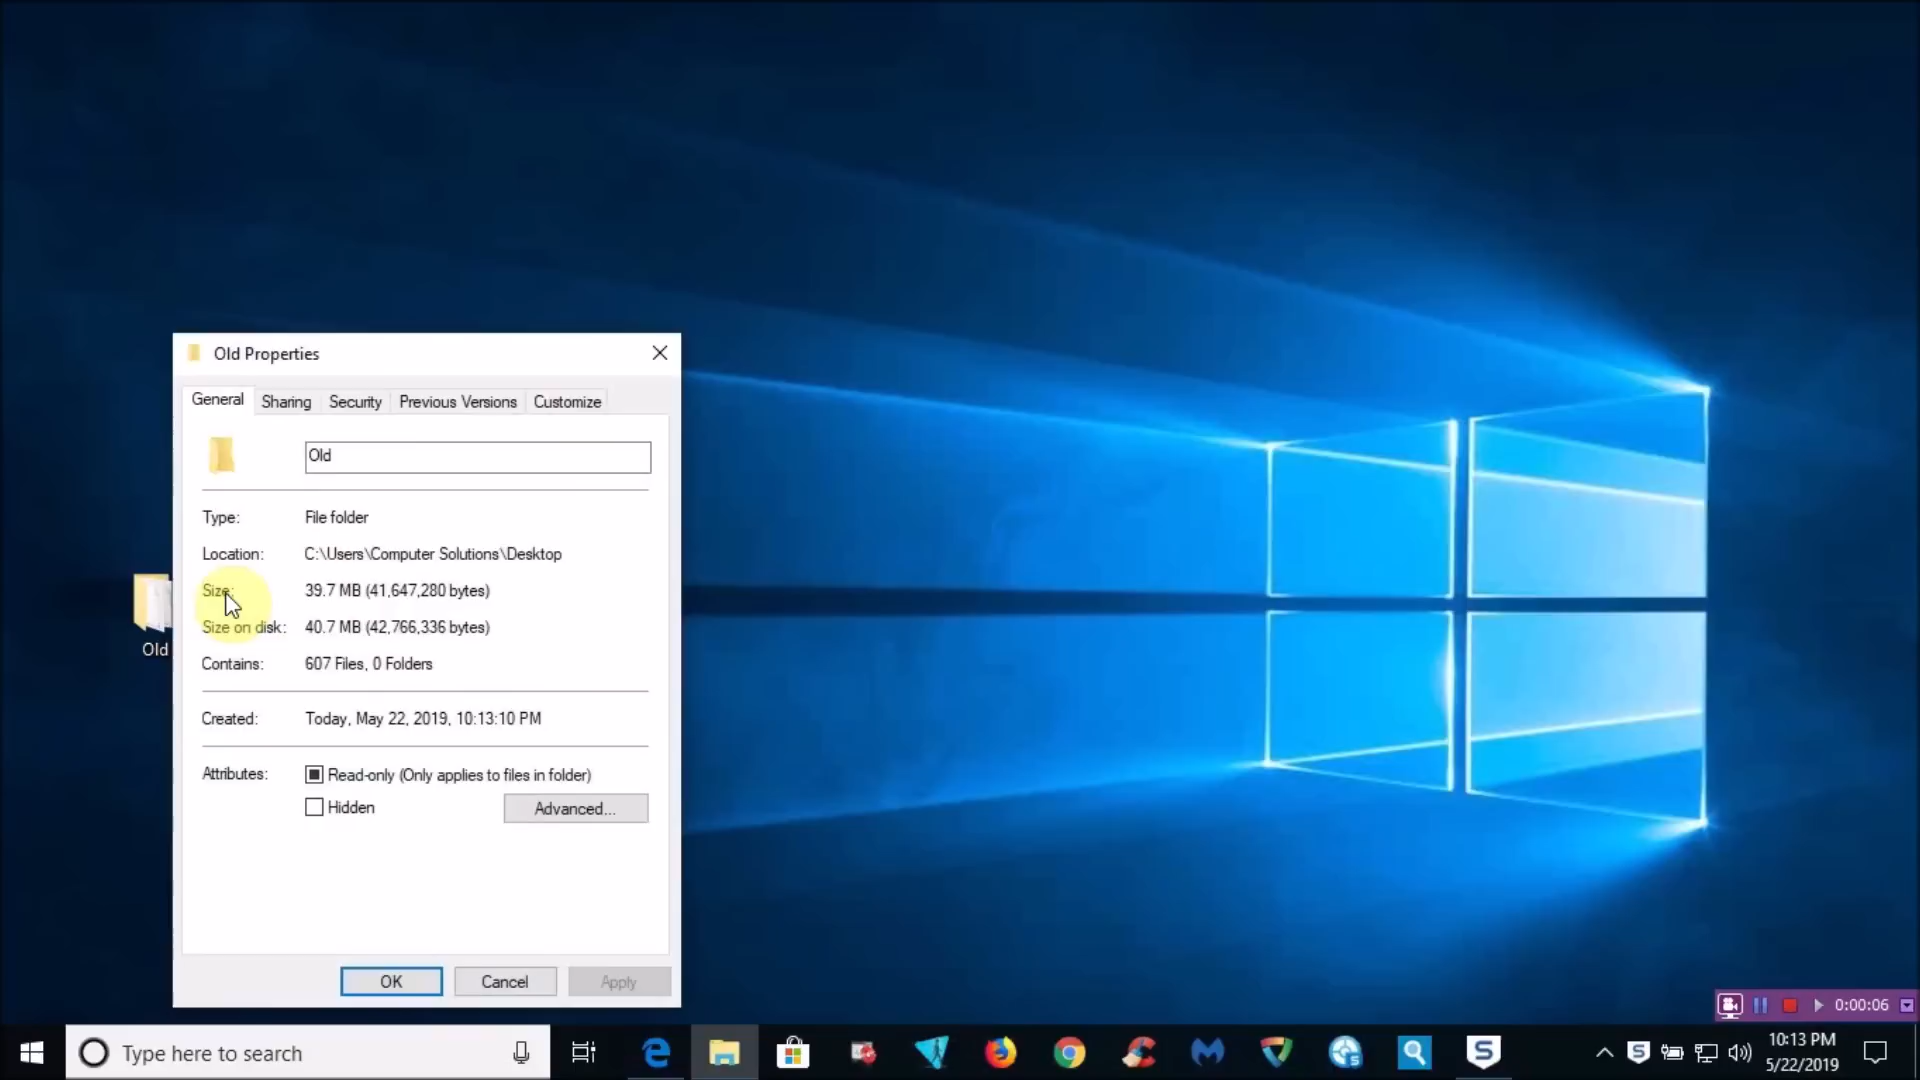 Old Properties
General Sharing Security Previous Versions Customize
Old
Type: File folder
Location: C:\Users\Computer Solutions\Desktop
Size: 39.7 MB (41,647,280 bytes)
Size on disk: 40.7 MB (42,766,336 bytes)
Contains: 607 Files, 0 Folders
Created: Today, May 22, 2019, 10:13:10 PM
Attributes: Read-only (Only applies to files in folder)
Hidden Advanced...
OK Cancel Apply
Old
0:00:06
Type here to search
S
S
S
10:13 PM
5/22/2019